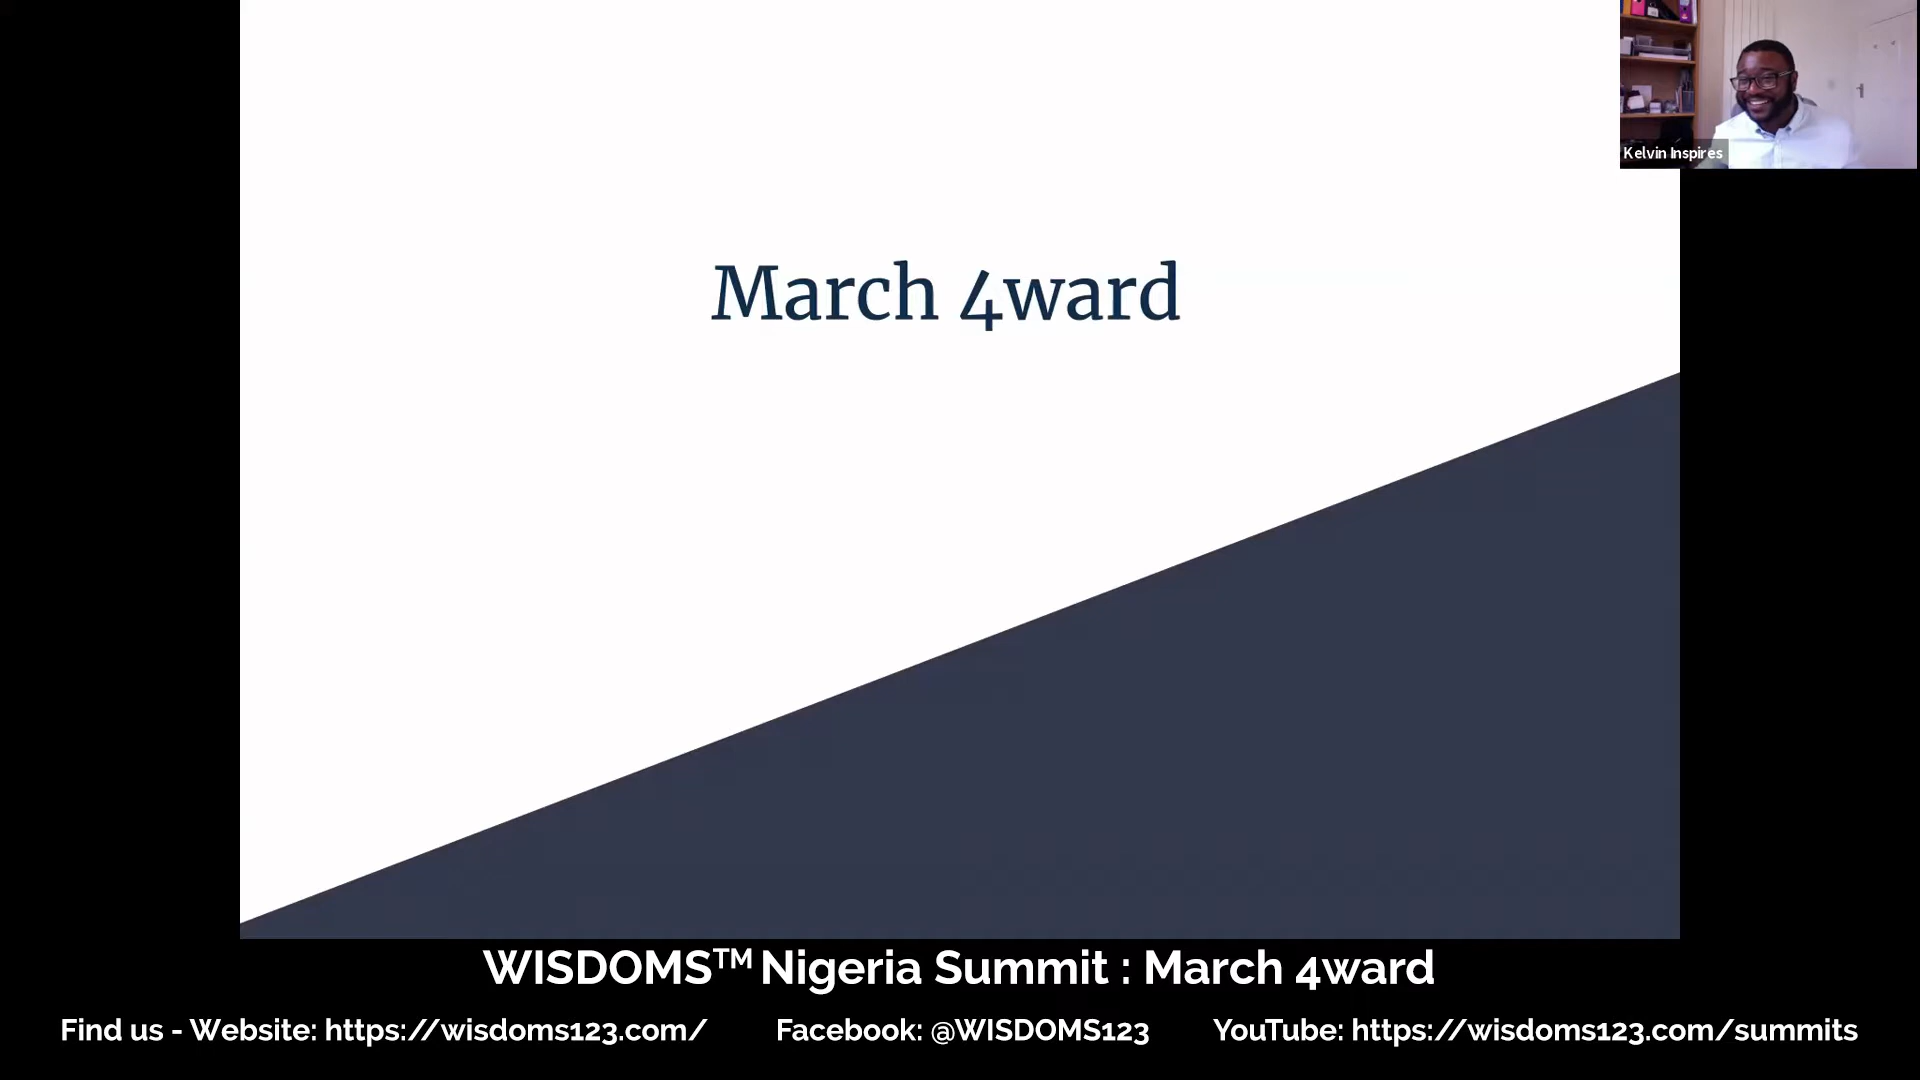 Kelvin Inspires
March 4ward
WISDOMS™ Nigeria Summit : March 4ward
Find us - Website: https://wisdoms123.com/ Facebook: @WISDOMS123 YouTube: https://wisdoms123.com/summits